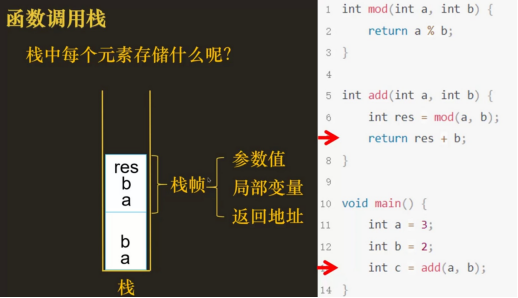 函数调用栈
栈中每个元素存储什么呢？
res
b
a
b
a
栈
栈帧
参数值
局部变量
返回地址
1 int mod(int a, int b) {
2     return a % b;
3 }
4
5 int add(int a, int b) {
6     int res = mod(a, b);
7     return res + b;
8 }
9
10 void main() {
11     int a = 3;
12     int b = 2;
13     int c = add(a, b);
14 }